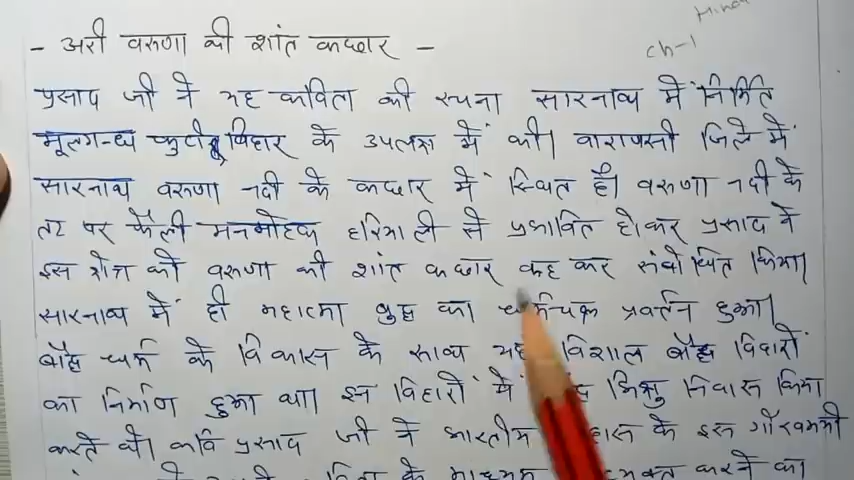 Hindi
ch-1
- अरी वरुणा की शांत कछार -
प्रसाद जी ने यह कविता की रचना सारनाथ में निर्मित
मूलगन्ध कुटी विहार के उपलक्ष में की। वाराणसी जिले में
सारनाथ वरुणा नदी के कछार में स्थित है। वरुणा नदी के
तट पर फैली मनमोहक हरियाली से प्रभावित होकर प्रसाद ने
इस क्षेत्र को वरुणा की शांत कछार कह कर संबोधित किया।
सारनाथ में ही महात्मा बुद्ध का धर्मचक्र प्रवर्तन हुआ।
बौद्ध धर्म के विकास के साथ यहाँ विशाल बौद्ध विहारों
का निर्माण हुआ था। इन विहारों में भिक्षु निवास किया
करते थे। कवि प्रसाद जी ने भारतीय के इस गौरवमयी
के माध्यम करने का